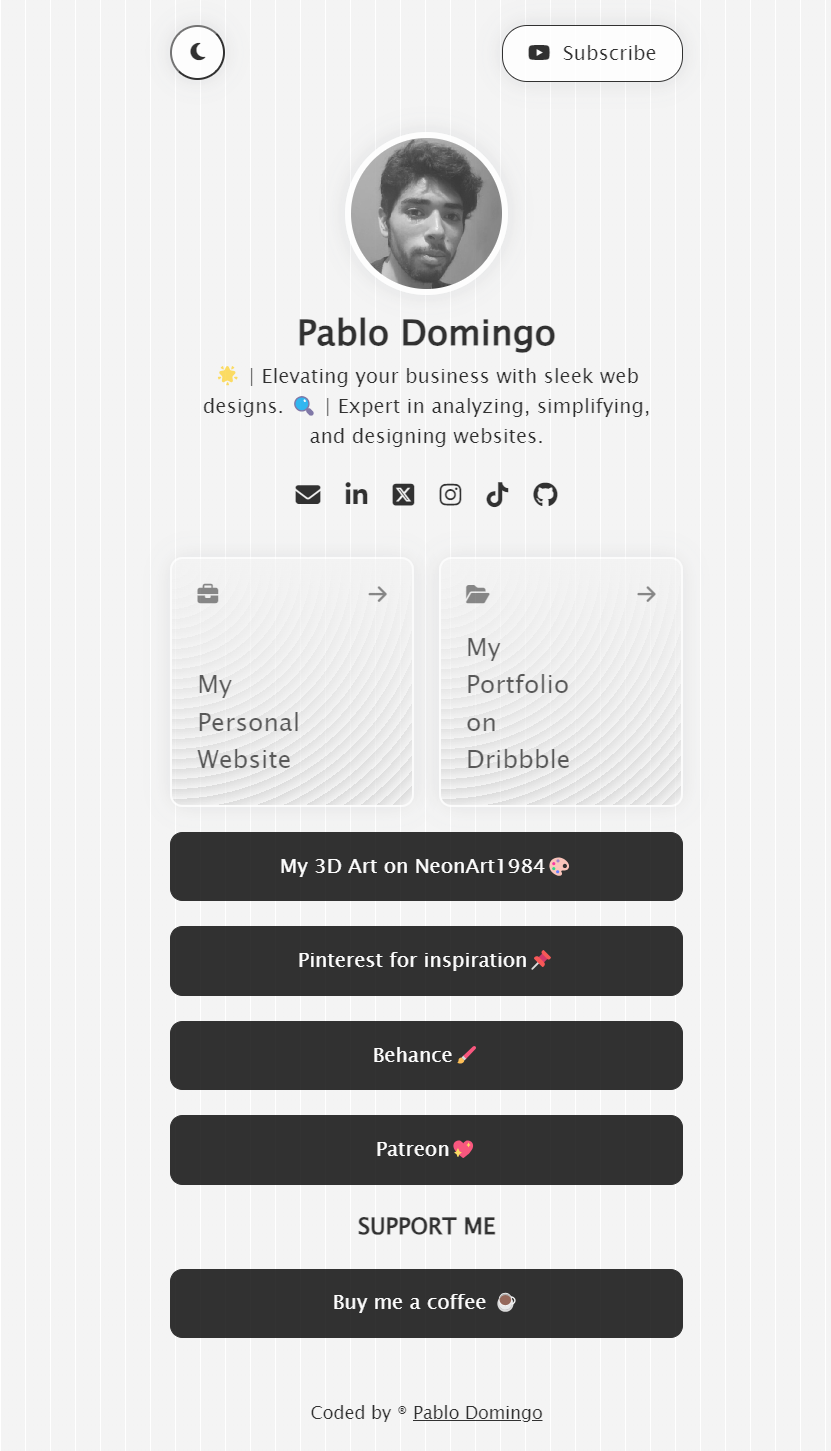 Subscribe
Pablo Domingo
🌟 | Elevating your business with sleek web
designs. 🔍 | Expert in analyzing, simplifying,
and designing websites.
My
Personal
Website
My
Portfolio
on
Dribbble
My 3D Art on NeonArt1984🎨
Pinterest for inspiration📌
Behance🖌️
Patreon💖
SUPPORT ME
Buy me a coffee ☕
Coded by ® Pablo Domingo